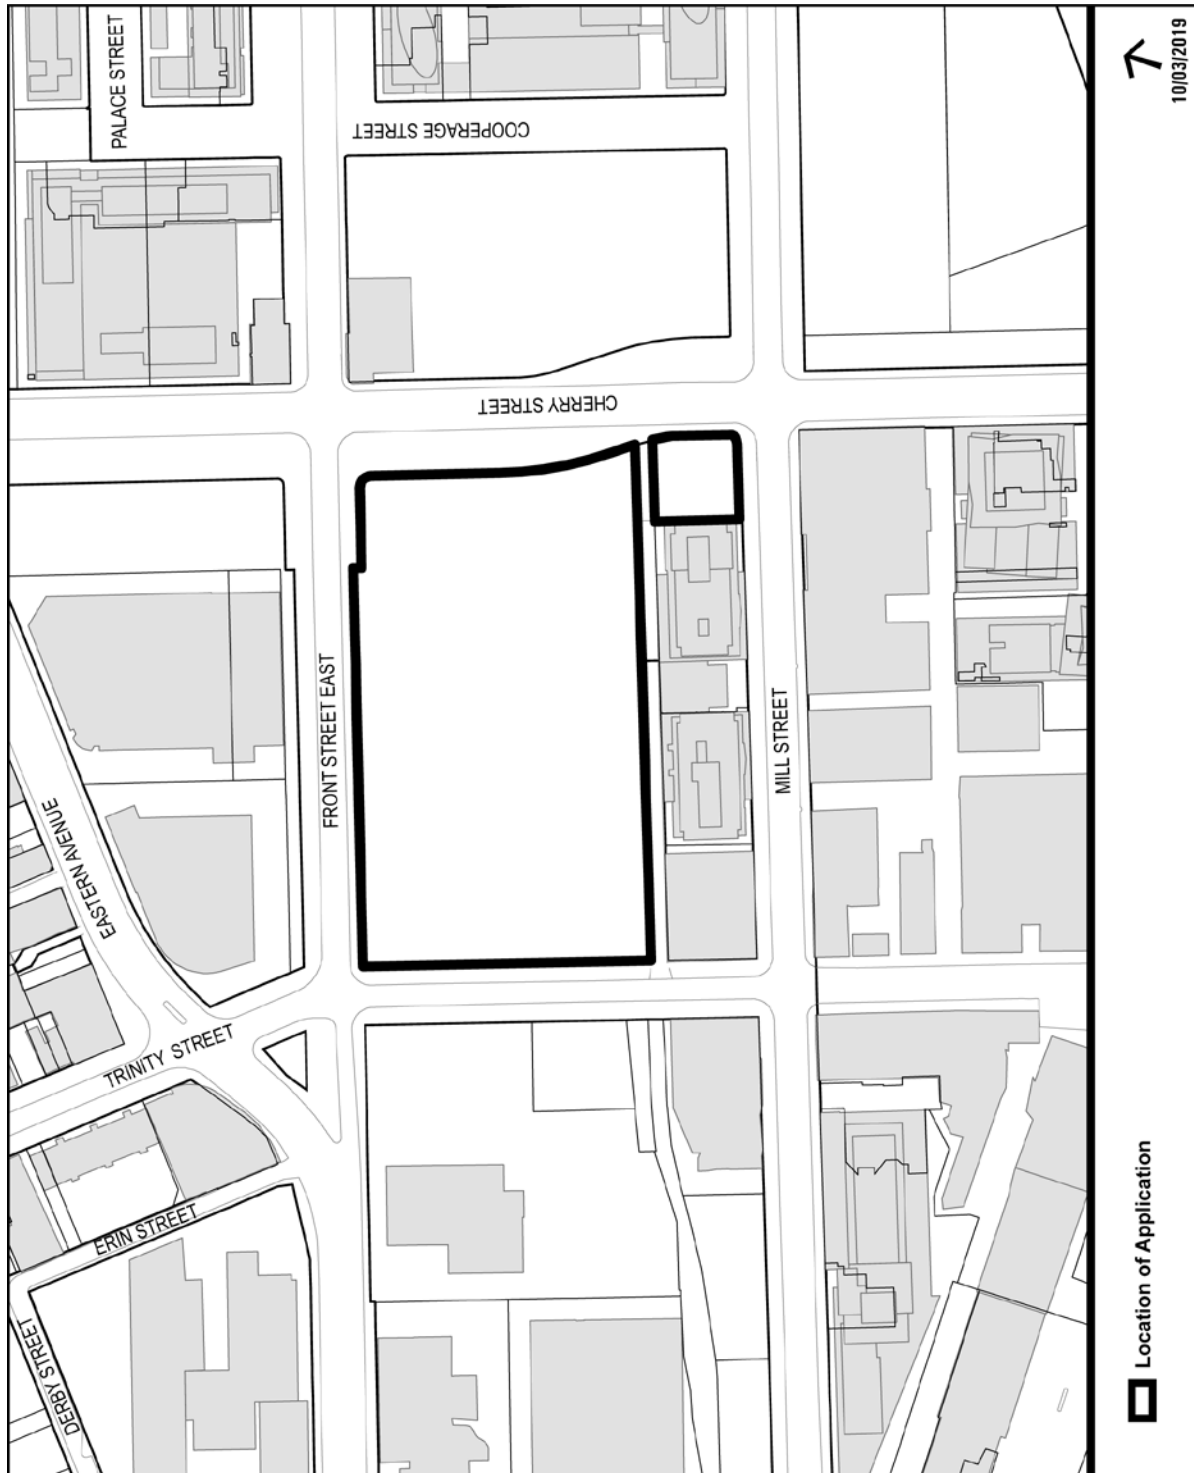 PALACE STREET
COOPERAGE STREET
CHERRY STREET
FRONT STREET EAST
MILL STREET
EASTERN AVENUE
TRINITY STREET
ERIN STREET
DERBY STREET
Location of Application
10/03/2019